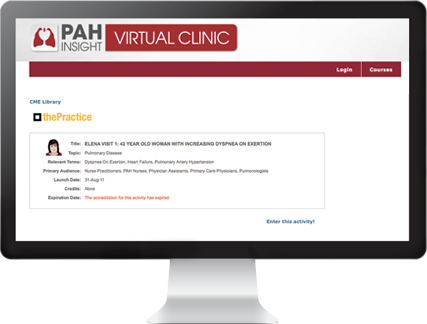 PAH
INSIGHT
VIRTUAL CLINIC
Login Courses
CME Library
thePractice
Title: ELENA VISIT 1: 42 YEAR OLD WOMAN WITH INCREASING DYSPNEA ON EXERTION
Topic: Pulmonary Disease
Relevant Terms: Dyspnea On Exertion, Heart Failure, Pulmonary Artery Hypertension
Primary Audience: Nurse Practitioners, PAH Nurses, Physician Assistants, Primary Care Physicians, Pulmonologists
Launch Date: 31-Aug-11
Credits: None
Expiration Date: The accreditation for this activity has expired.
Enter this activity!